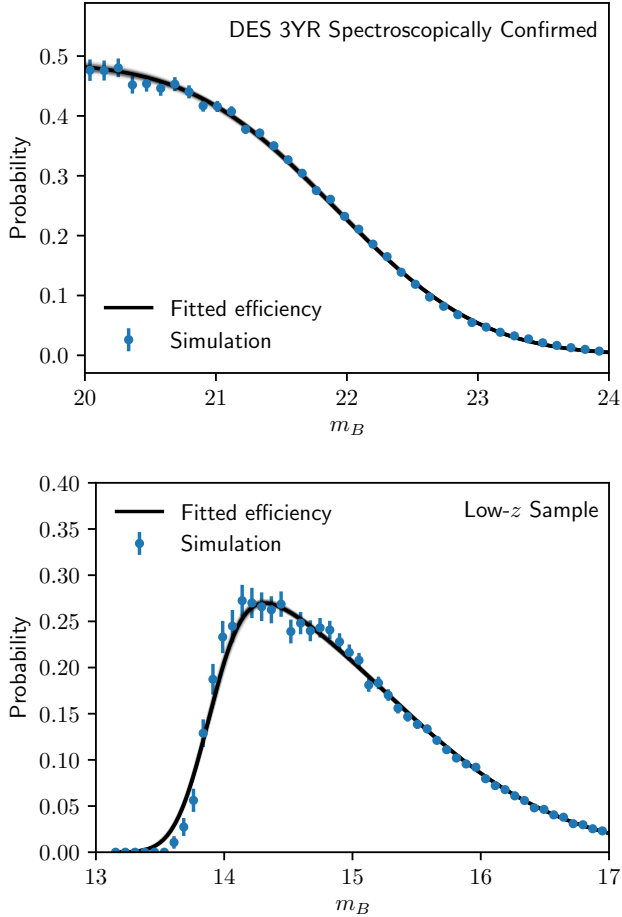 DES 3YR Spectroscopically Confirmed
0.5
0.4
0.3
0.2
0.1
0.0
Probability
Fitted efficiency
Simulation
20 21 22 23 24
m_B
0.40
0.35
0.30
0.25
0.20
0.15
0.10
0.05
0.00
Probability
Fitted efficiency
Simulation
Low-z Sample
13 14 15 16 17
m_B